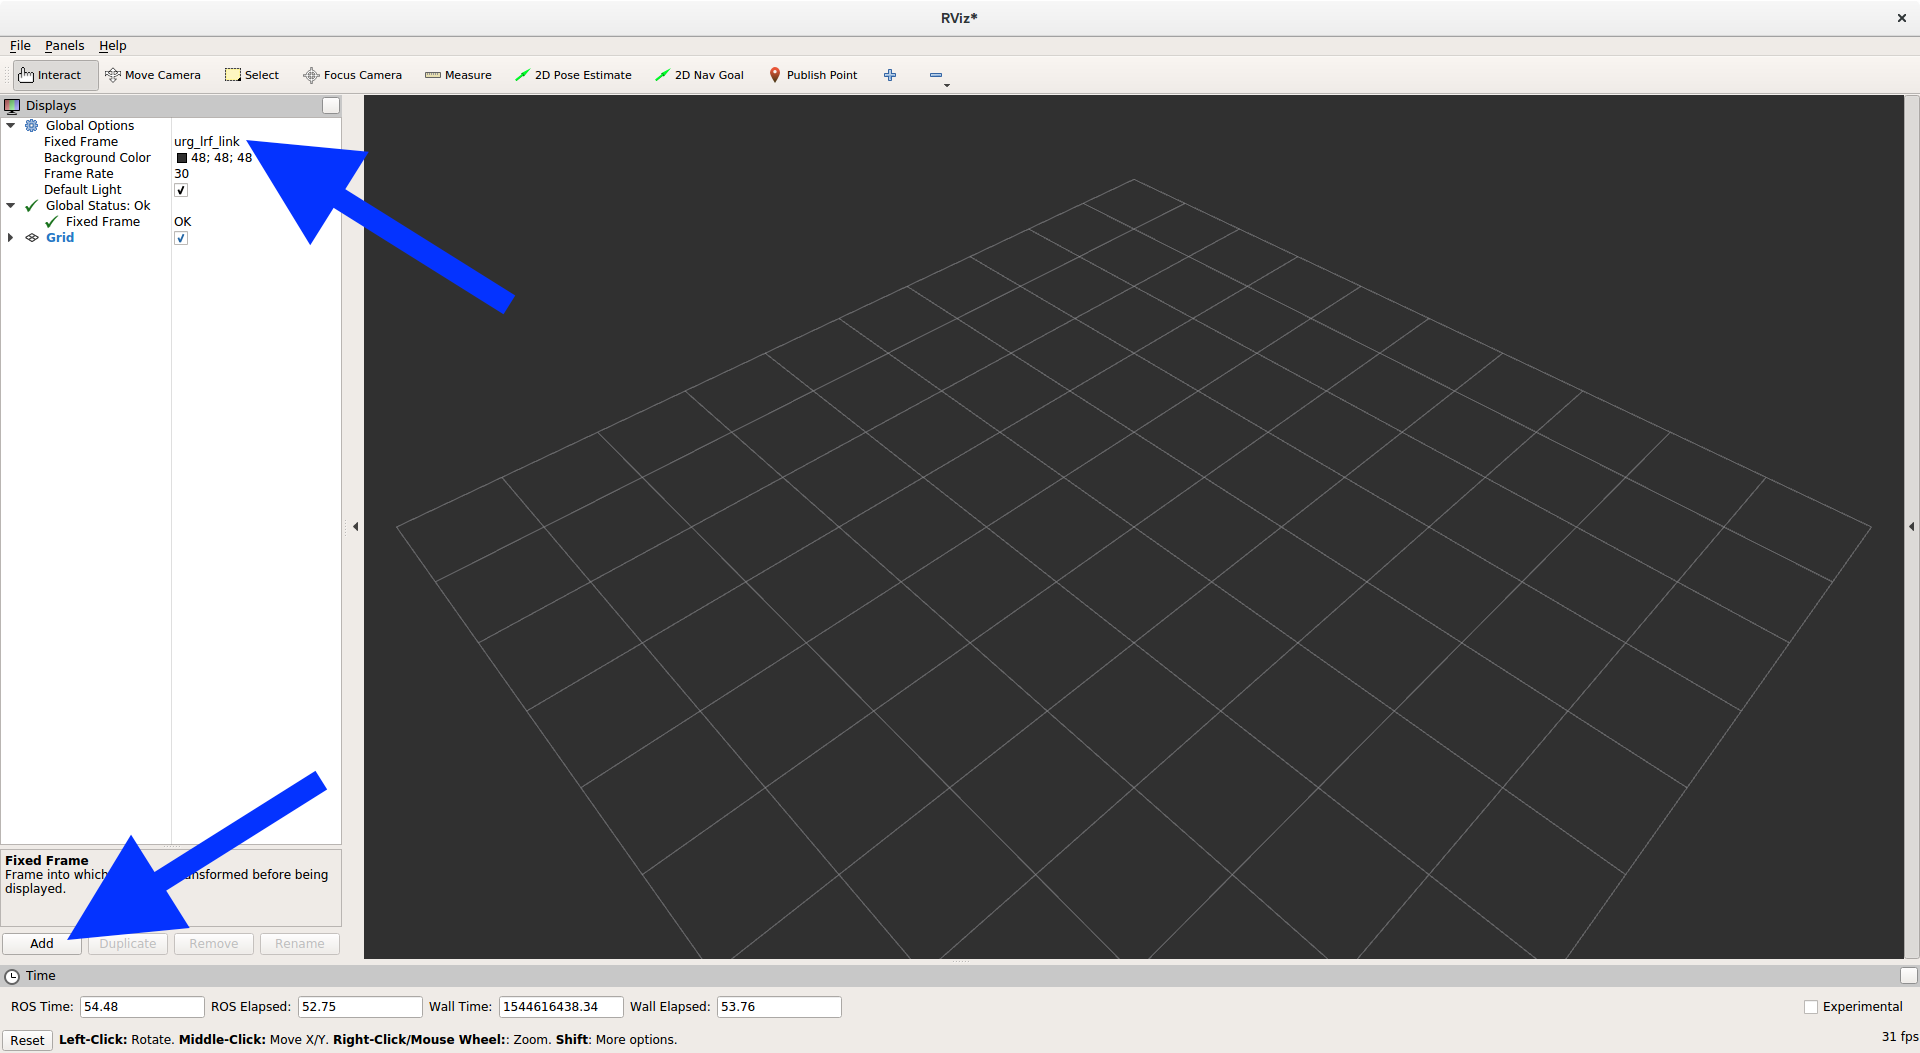 RViz*
File Panels Help
Interact Move Camera Select Focus Camera Measure 2D Pose Estimate 2D Nav Goal Publish Point
Displays
Global Options
Fixed Frame urg_lrf_link
Background Color 48; 48; 48
Frame Rate 30
Default Light
Global Status: Ok
Fixed Frame OK
Grid
Fixed Frame
Frame into which nsformed before being
displayed.
Add Duplicate Remove Rename
Time
ROS Time: 54.48 ROS Elapsed: 52.75 Wall Time: 1544616438.34 Wall Elapsed: 53.76 Experimental
Reset Left-Click: Rotate. Middle-Click: Move X/Y. Right-Click/Mouse Wheel:: Zoom. Shift: More options. 31 fps